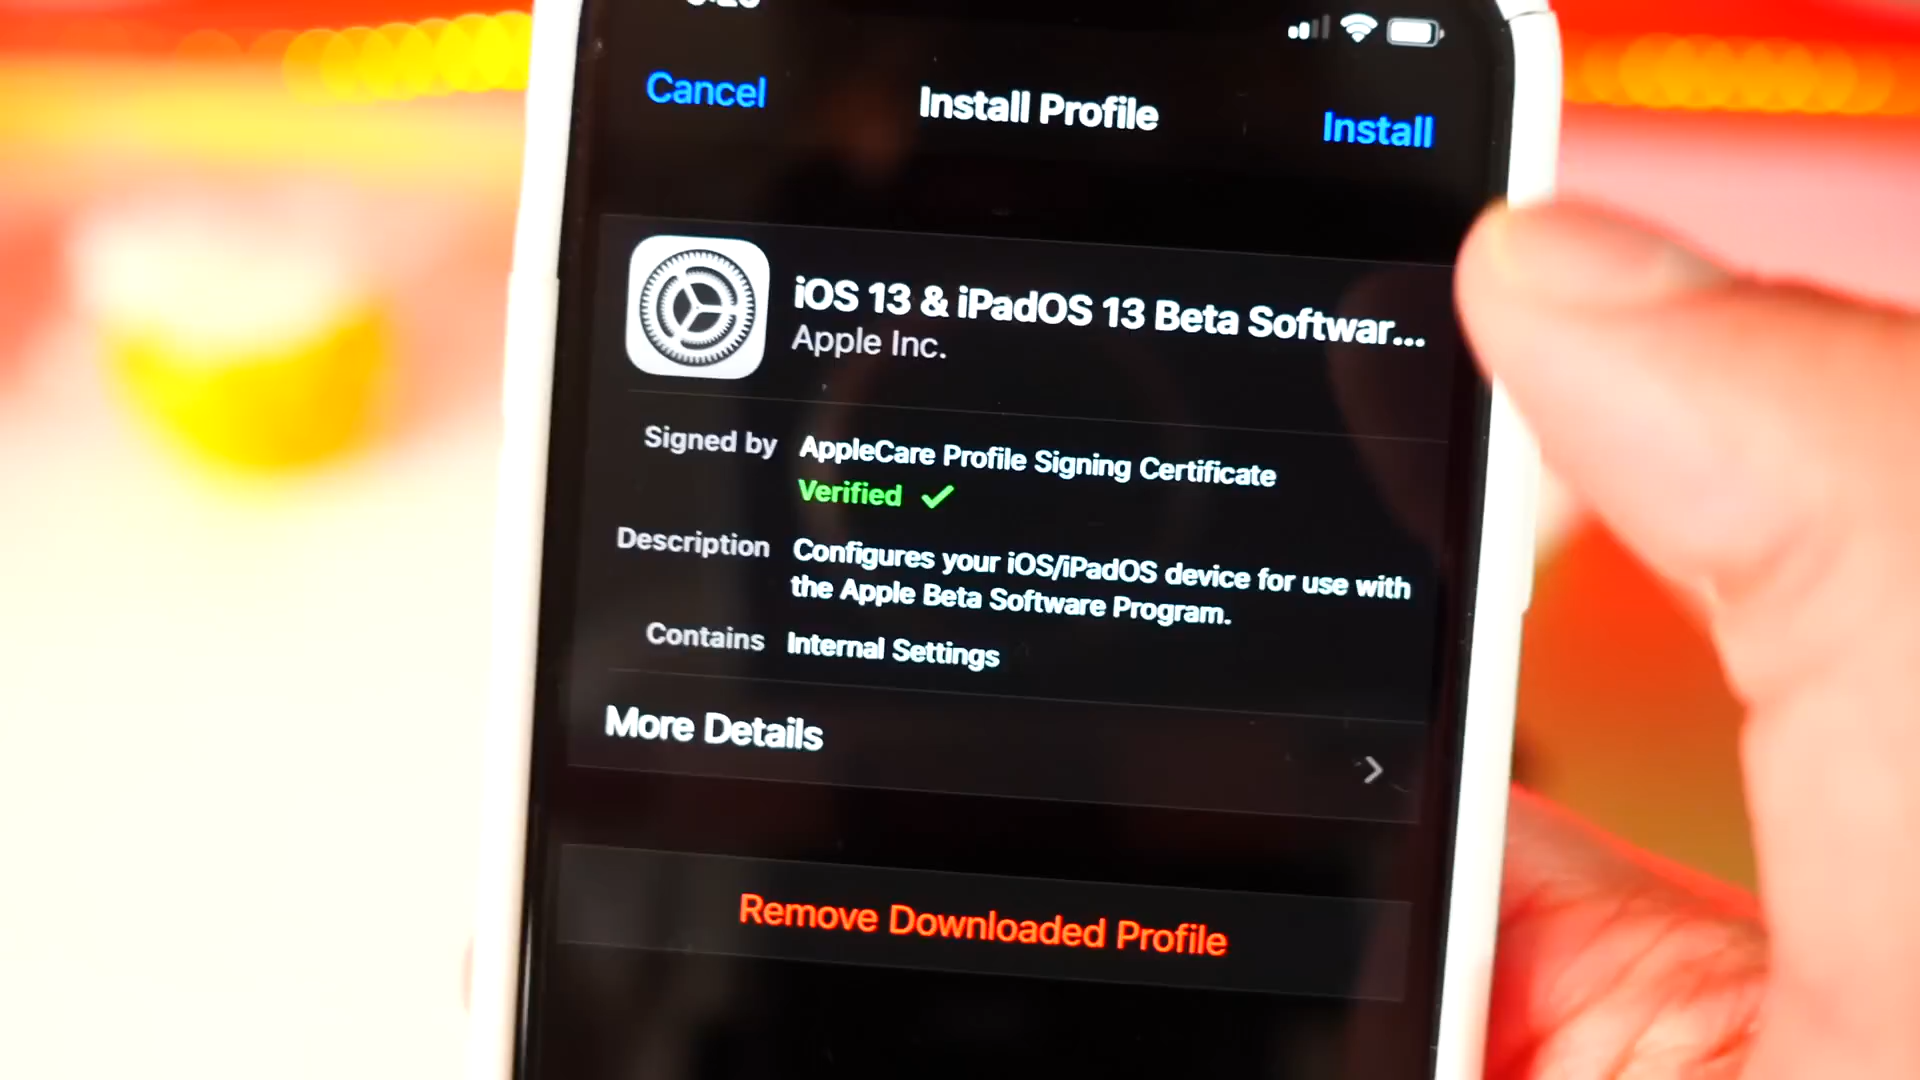 Cancel
Install Profile
Install
iOS 13 & iPadOS 13 Beta Softwar...
Apple Inc.
Signed by AppleCare Profile Signing Certificate
Verified ✓
Description Configures your iOS/iPadOS device for use with
the Apple Beta Software Program.
Contains Internal Settings
More Details
Remove Downloaded Profile